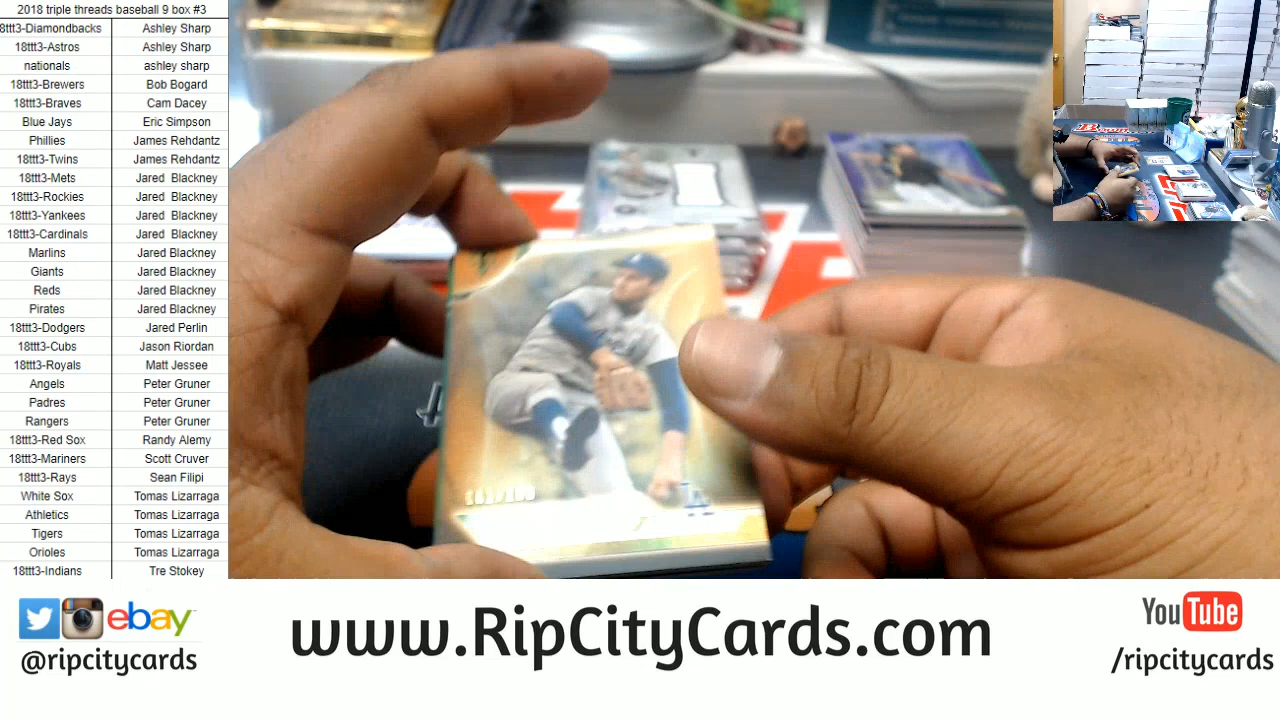 2018 triple threads baseball 9 box #3
8ttt3-Diamondbacks Ashley Sharp
18ttt3-Astros Ashley Sharp
nationals ashley sharp
18ttt3-Brewers Bob Bogard
18ttt3-Braves Cam Dacey
Blue Jays Eric Simpson
Phillies James Rehdantz
18ttt3-Twins James Rehdantz
18ttt3-Mets Jared Blackney
18ttt3-Rockies Jared Blackney
18ttt3-Yankees Jared Blackney
18ttt3-Cardinals Jared Blackney
Marlins Jared Blackney
Giants Jared Blackney
Reds Jared Blackney
Pirates Jared Blackney
18ttt3-Dodgers Jared Perlin
18ttt3-Cubs Jason Riordan
18ttt3-Royals Matt Jessee
Angels Peter Gruner
Padres Peter Gruner
Rangers Peter Gruner
18ttt3-Red Sox Randy Alemy
18ttt3-Mariners Scott Cruver
18ttt3-Rays Sean Filipi
White Sox Tomas Lizarraga
Athletics Tomas Lizarraga
Tigers Tomas Lizarraga
Orioles Tomas Lizarraga
18ttt3-Indians Tre Stokey
LA
ebay
@ripcitycards
www.RipCityCards.com
YouTube
/ripcitycards